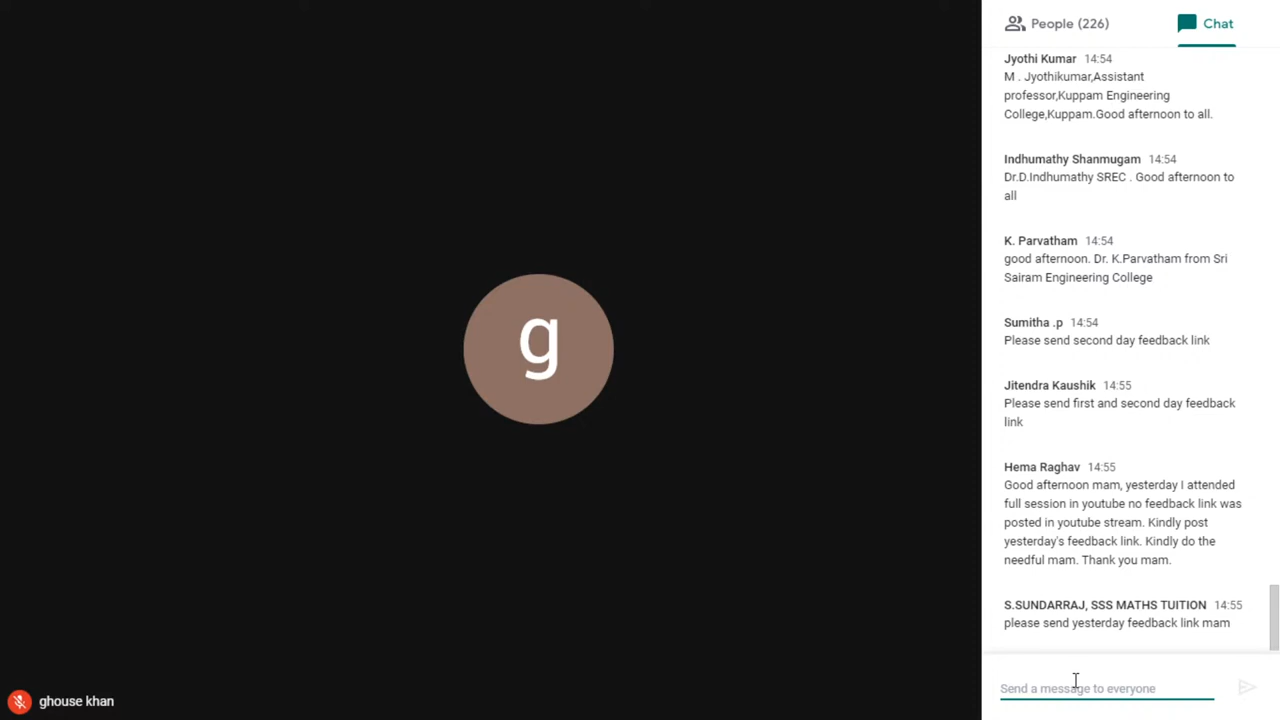 People (226)
Chat
Jyothi Kumar 14:54
M . Jyothikumar,Assistant
professor,Kuppam Engineering
College,Kuppam.Good afternoon to all.
Indhumathy Shanmugam 14:54
Dr.D.Indhumathy SREC . Good afternoon to
all
K. Parvatham 14:54
good afternoon. Dr. K.Parvatham from Sri
Sairam Engineering College
Sumitha .p 14:54
Please send second day feedback link
Jitendra Kaushik 14:55
Please send first and second day feedback
link
Hema Raghav 14:55
Good afternoon mam, yesterday I attended
full session in youtube no feedback link was
posted in youtube stream. Kindly post
yesterday's feedback link. Kindly do the
needful mam. Thank you mam.
S.SUNDARRAJ, SSS MATHS TUITION 14:55
please send yesterday feedback link mam
Send a message to everyone
g
ghouse khan